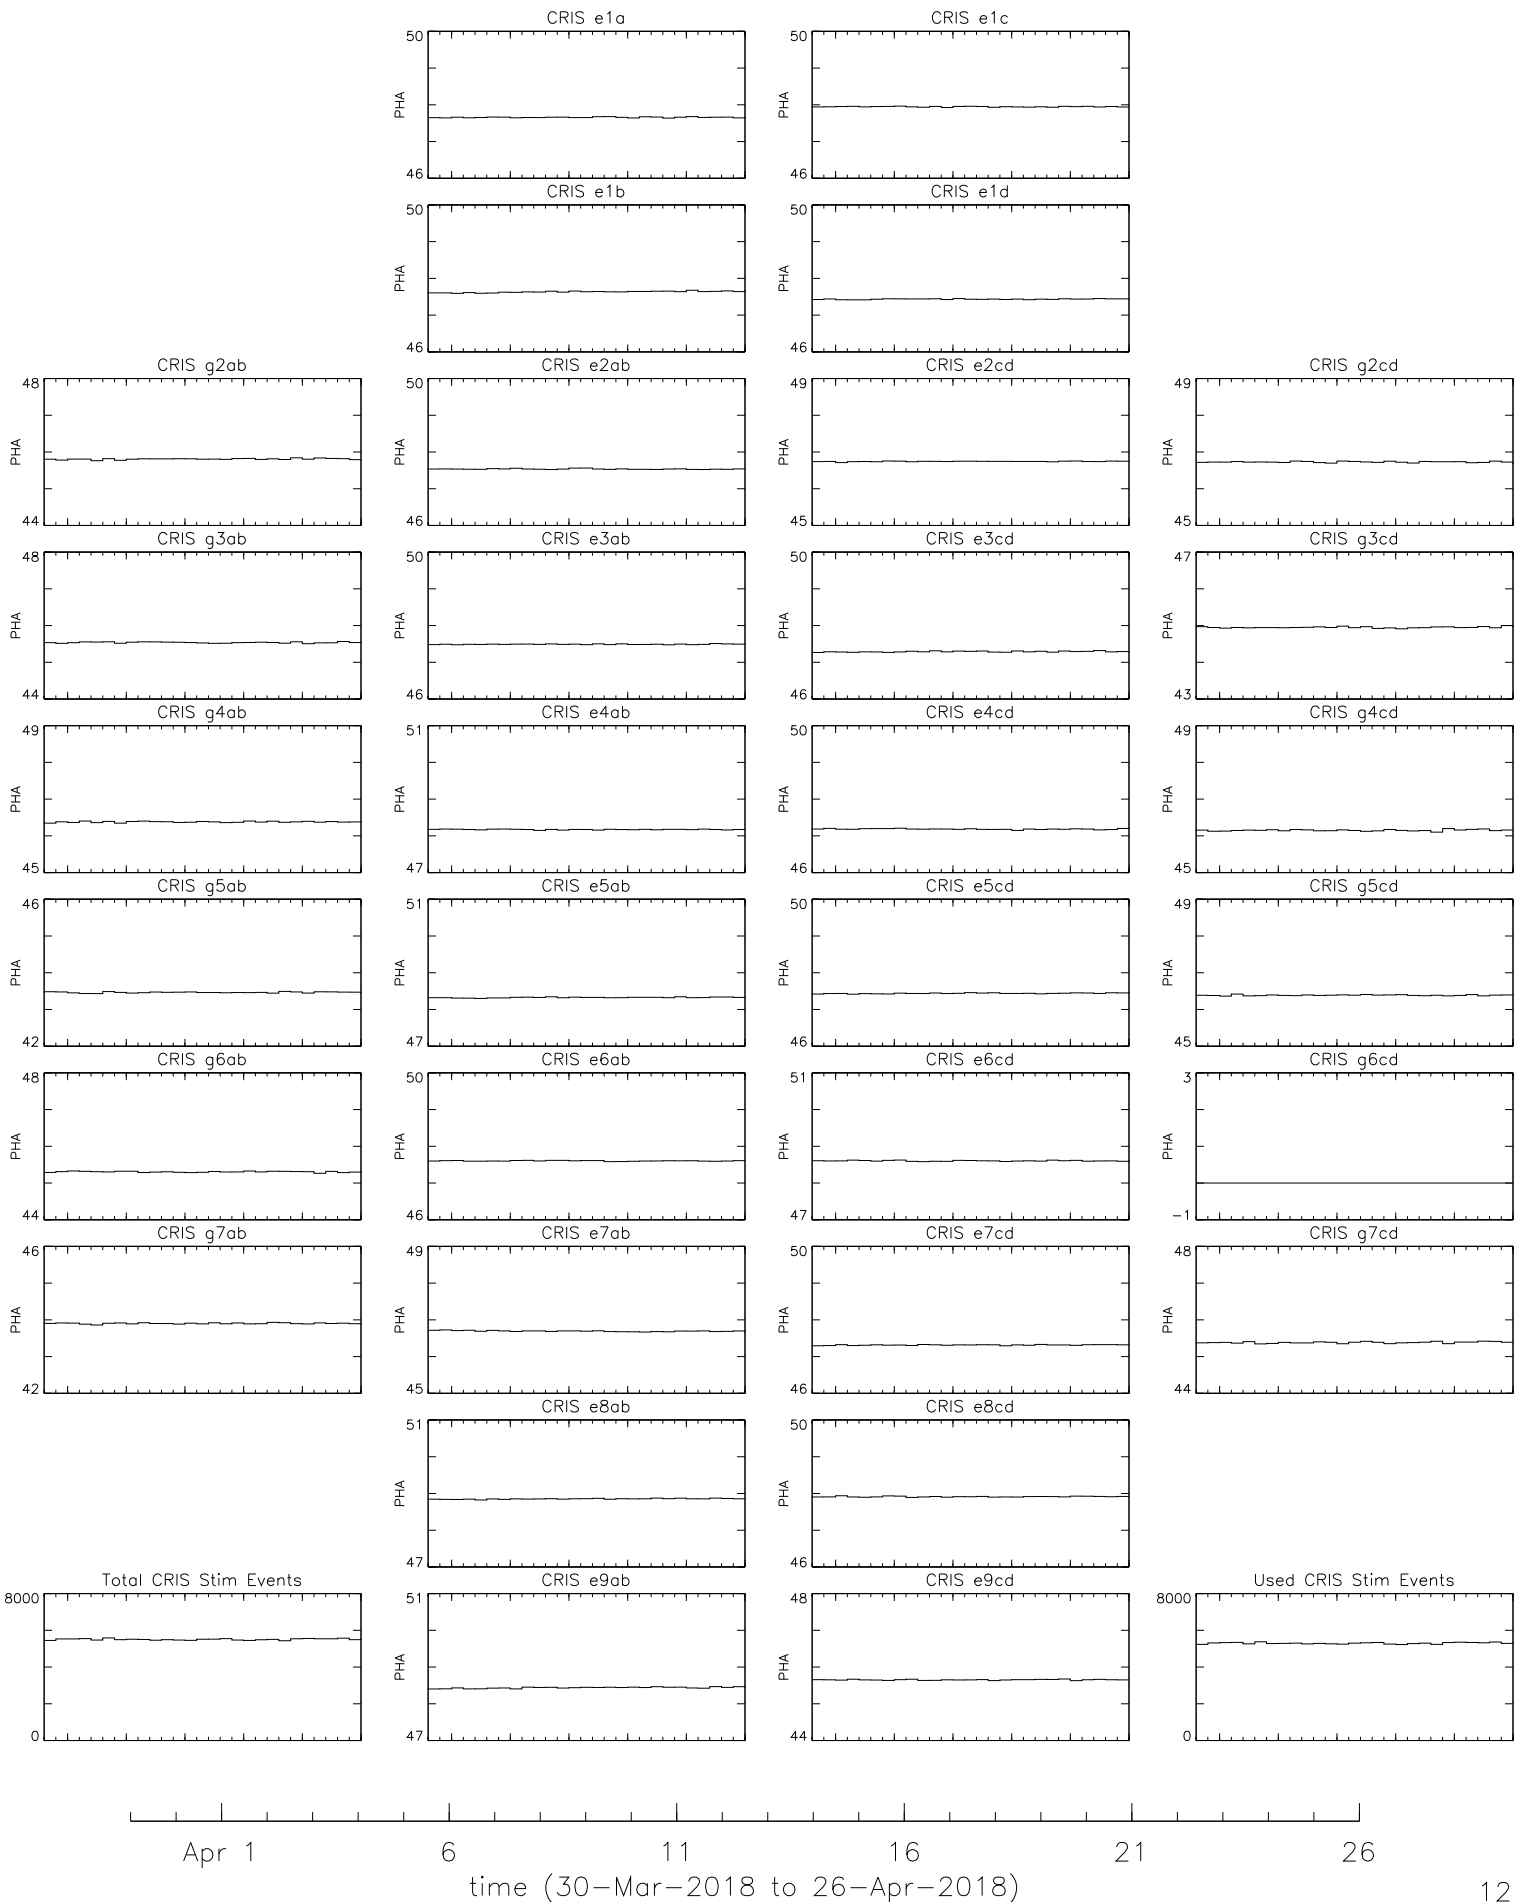 CRIS e1a
50
PHA
46
CRIS e1c
50
PHA
46
CRIS e1b
50
PHA
46
CRIS e1d
50
PHA
46
CRIS g2ab
48
PHA
44
CRIS e2ab
50
PHA
46
CRIS e2cd
49
PHA
45
CRIS g2cd
49
PHA
45
CRIS g3ab
48
PHA
44
CRIS e3ab
50
PHA
46
CRIS e3cd
50
PHA
46
CRIS g3cd
47
PHA
43
CRIS g4ab
49
PHA
45
CRIS e4ab
51
PHA
47
CRIS e4cd
50
PHA
46
CRIS g4cd
49
PHA
45
CRIS g5ab
46
PHA
42
CRIS e5ab
51
PHA
47
CRIS e5cd
50
PHA
46
CRIS g5cd
49
PHA
45
CRIS g6ab
48
PHA
44
CRIS e6ab
50
PHA
46
CRIS e6cd
51
PHA
47
CRIS g6cd
3
PHA
-1
CRIS g7ab
46
PHA
42
CRIS e7ab
49
PHA
45
CRIS e7cd
50
PHA
46
CRIS g7cd
48
PHA
44
CRIS e8ab
51
PHA
47
CRIS e8cd
50
PHA
46
Total CRIS Stim Events
8000
0
CRIS e9ab
51
PHA
47
CRIS e9cd
48
PHA
44
Used CRIS Stim Events
8000
0
Apr 1 6 11 16 21 26
time (30-Mar-2018 to 26-Apr-2018)
12